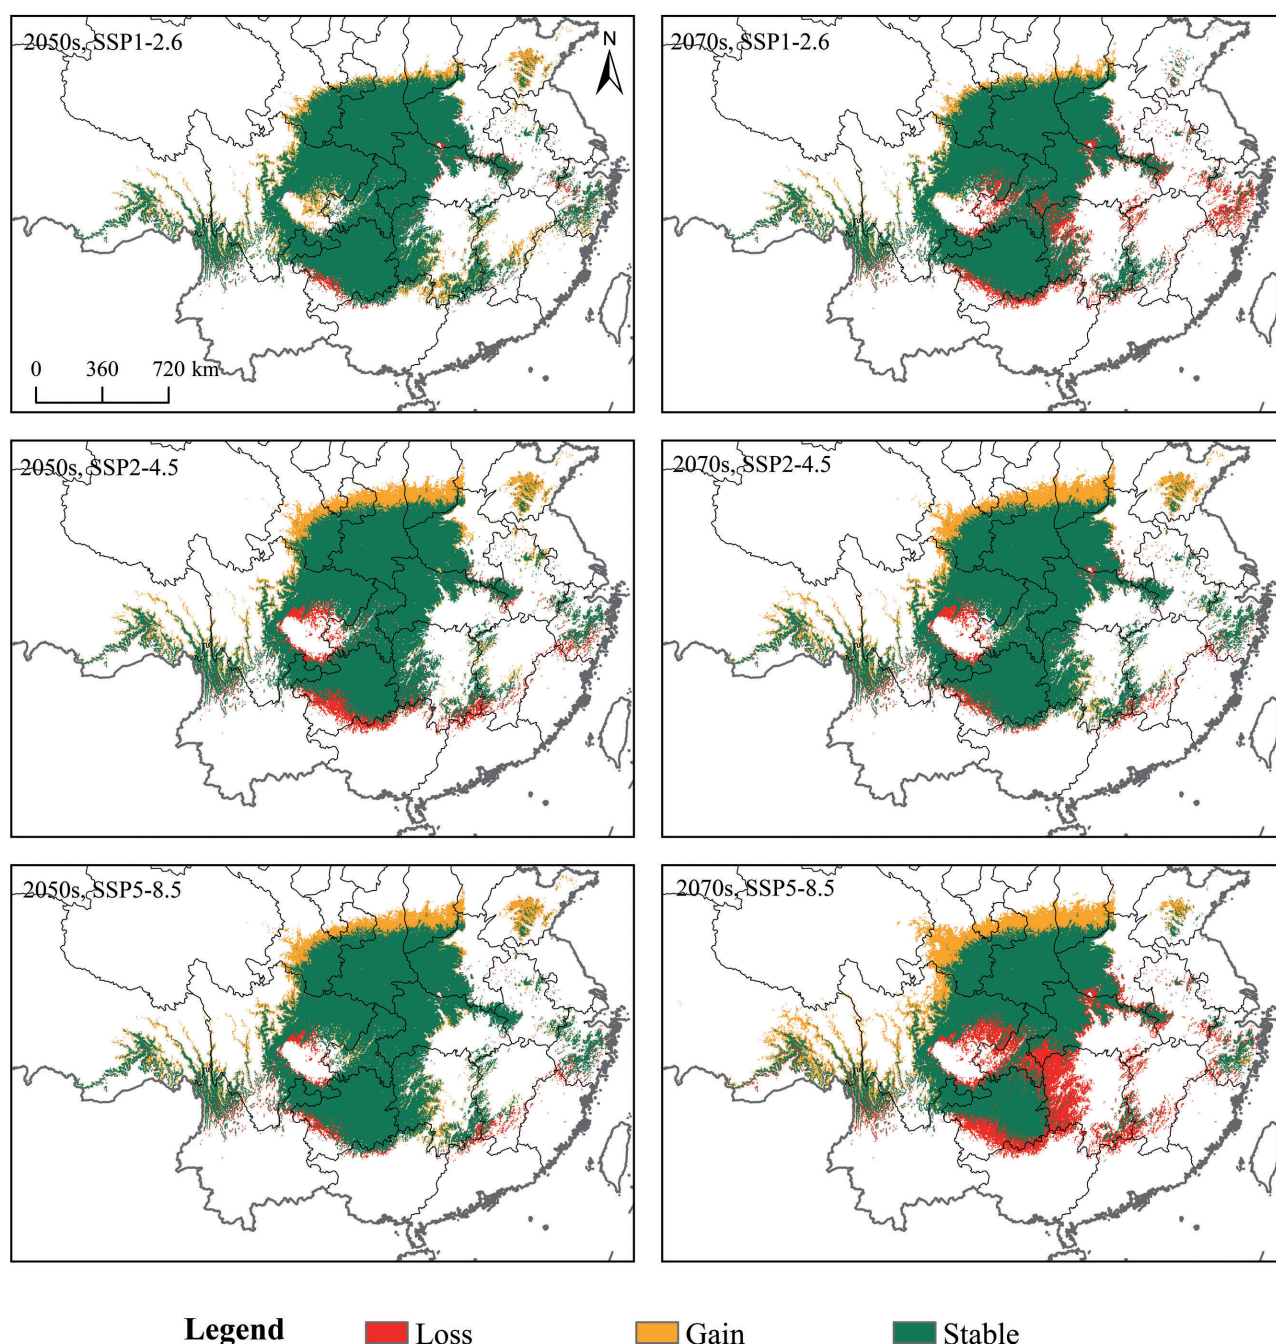 2050s, SSP1-2.6
N
0 360 720 km
2070s, SSP1-2.6
2050s, SSP2-4.5
2070s, SSP2-4.5
2050s, SSP5-8.5
2070s, SSP5-8.5
Legend Loss Gain Stable